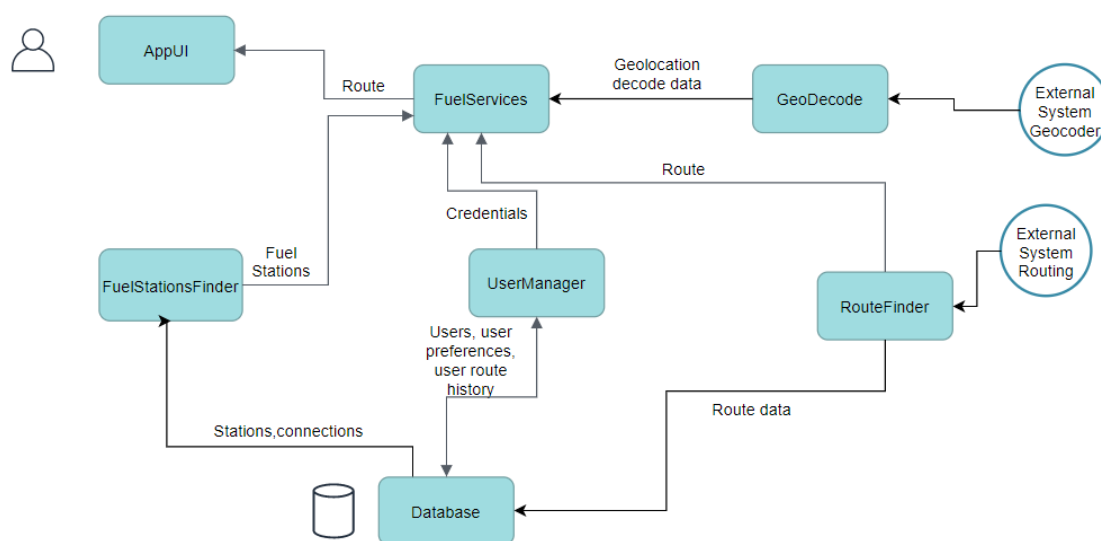 AppUI
Route
FuelServices
Geolocation
decode data
GeoDecode
External
System
Geocoder
Route
Credentials
External
System
Routing
Fuel
Stations
FuelStationsFinder
UserManager
RouteFinder
Users, user
preferences,
user route
history
Route data
Stations,connections
Database